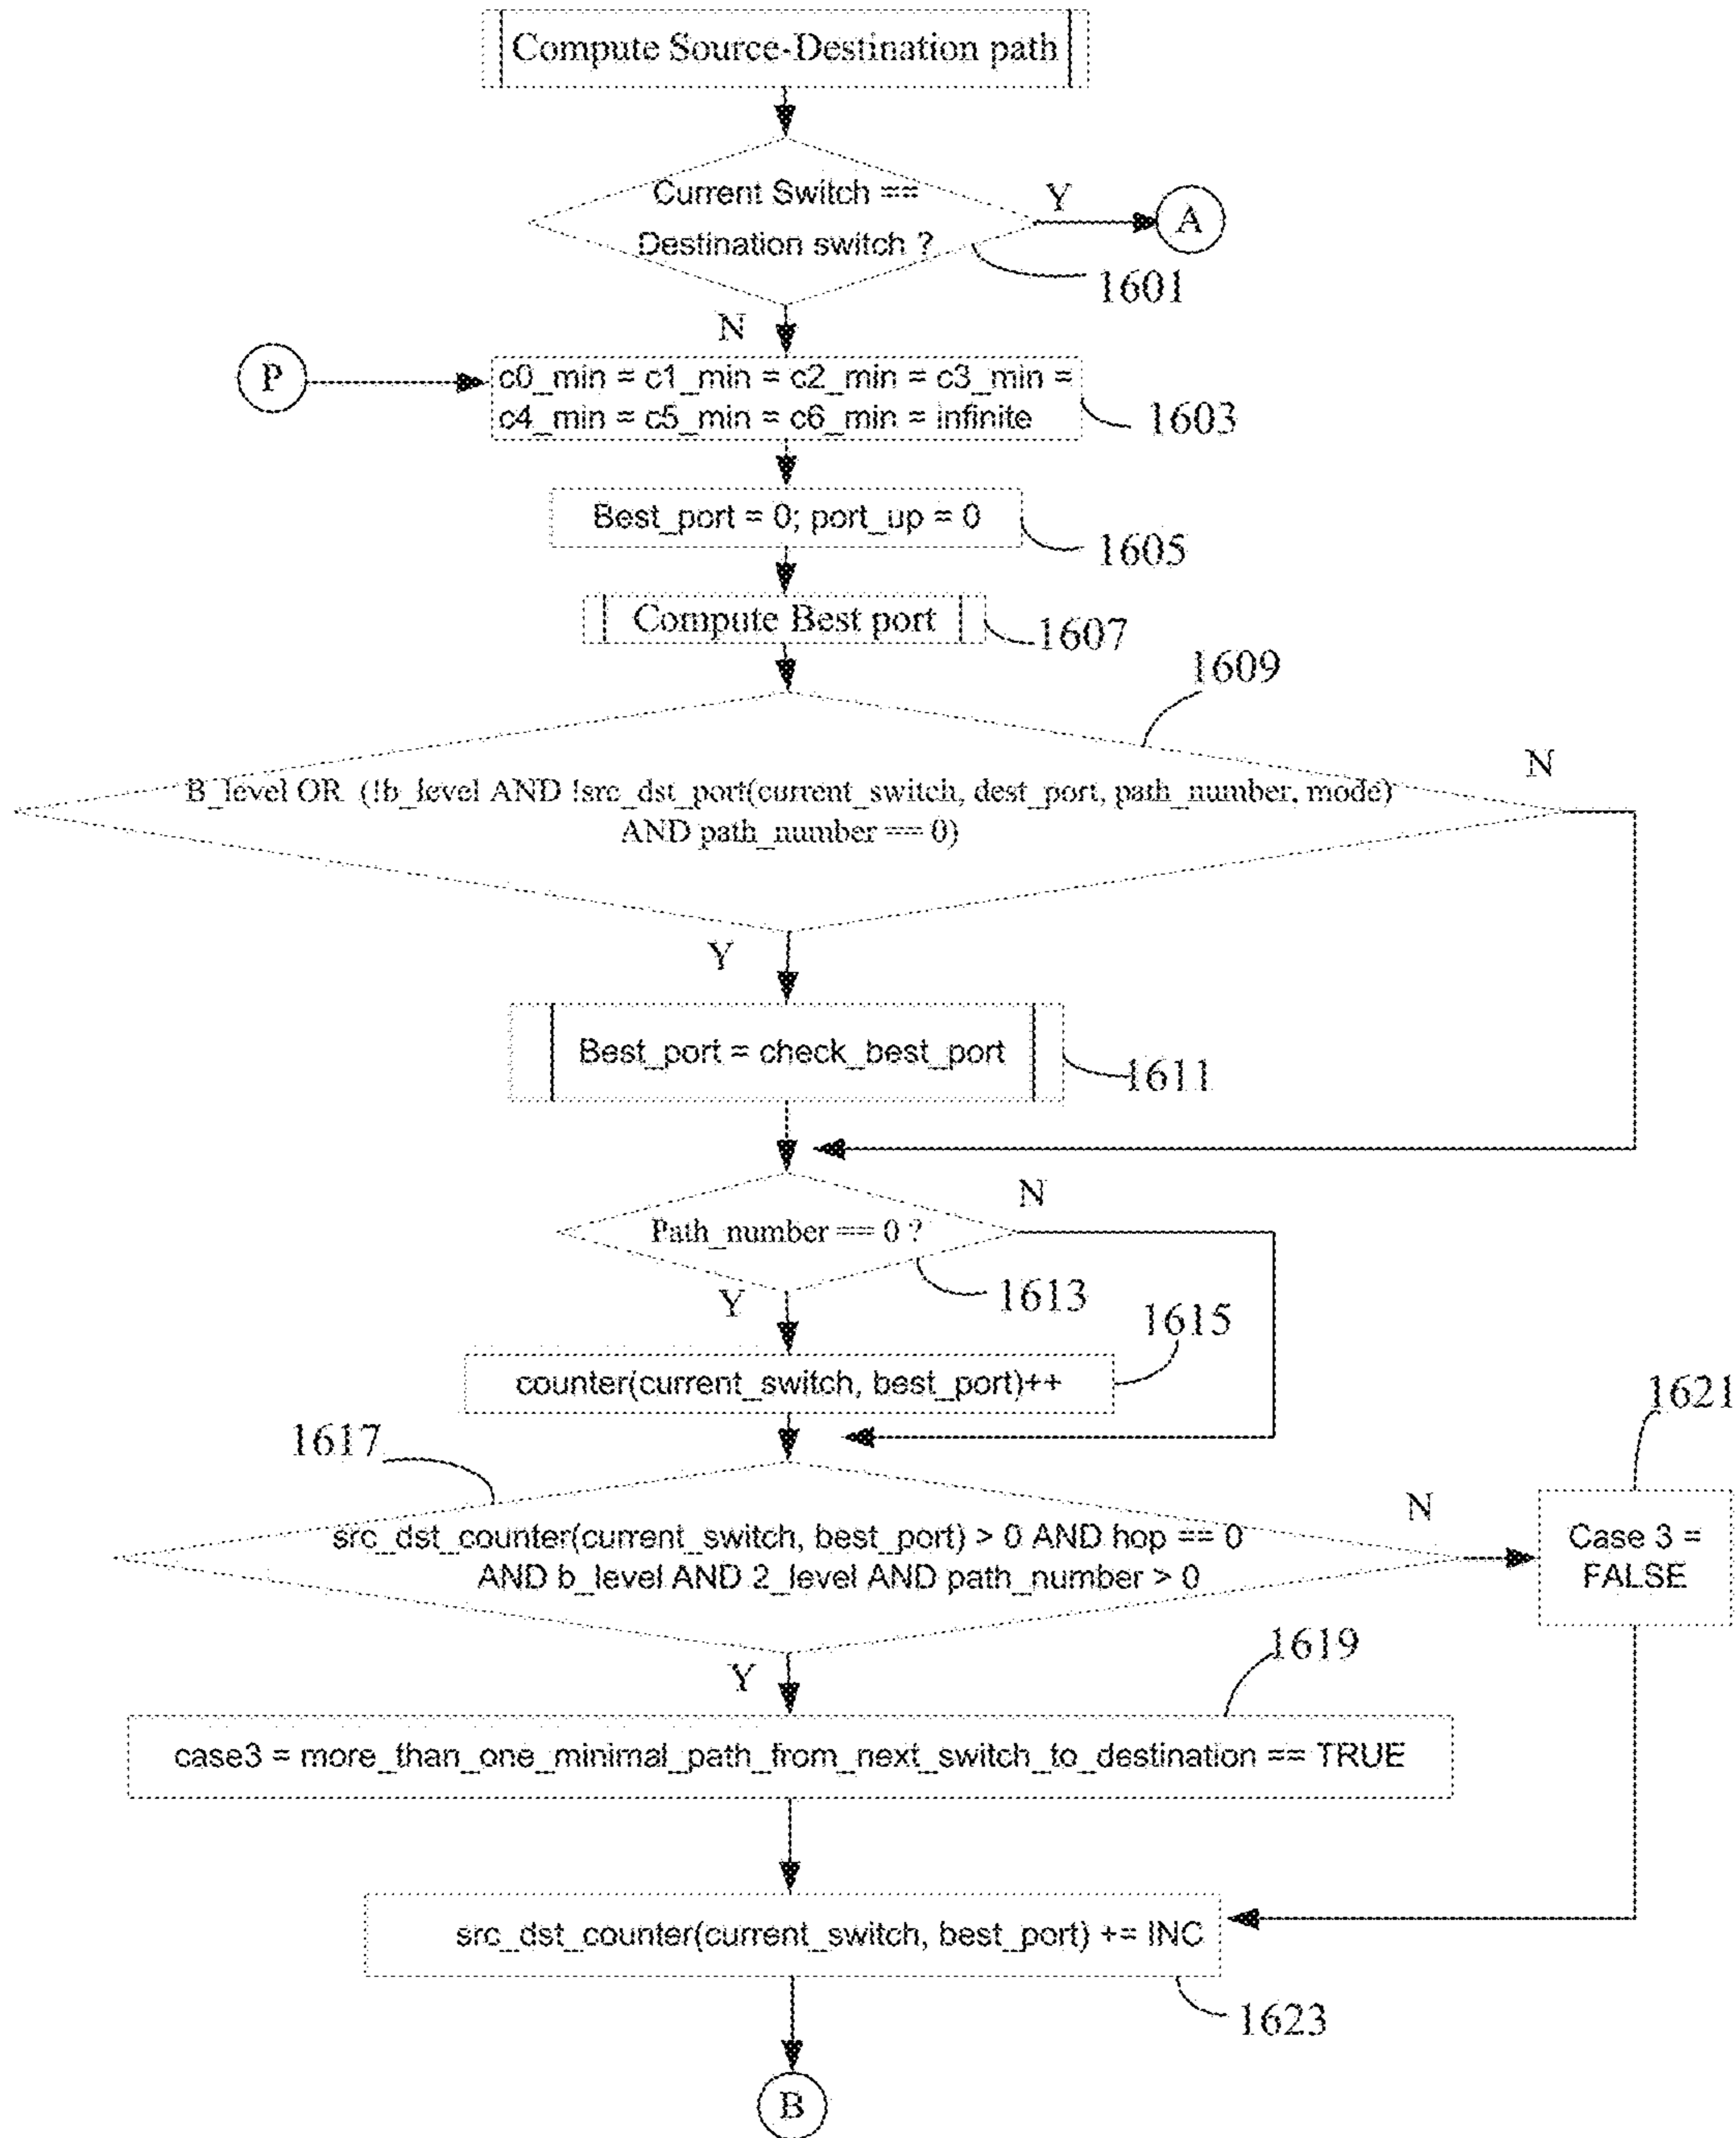 Compute Source-Destination path
Current Switch ==
Destination switch ?
Y
A
1601
N
P
c0_min = c1_min = c2_min = c3_min =
c4_min = c5_min = c6_min = infinite
1603
Best_port = 0; port_up = 0
1605
Compute Best port
1607
1609
N
B_level OR (!b_level AND !src_dst_port(current_switch, dest_port, path_number, mode)
AND path_number == 0)
Y
Best_port = check_best_port
1611
N
Path_number == 0 ?
1613
Y
1615
counter(current_switch, best_port)++
1621
1617
N
src_dst_counter(current_switch, best_port) > 0 AND hop == 0
AND b_level AND 2_level AND path_number > 0
Case 3 =
FALSE
1619
Y
case3 = more_than_one_minimal_path_from_next_switch_to_destination == TRUE
src_dst_counter(current_switch, best_port) += INC
1623
B